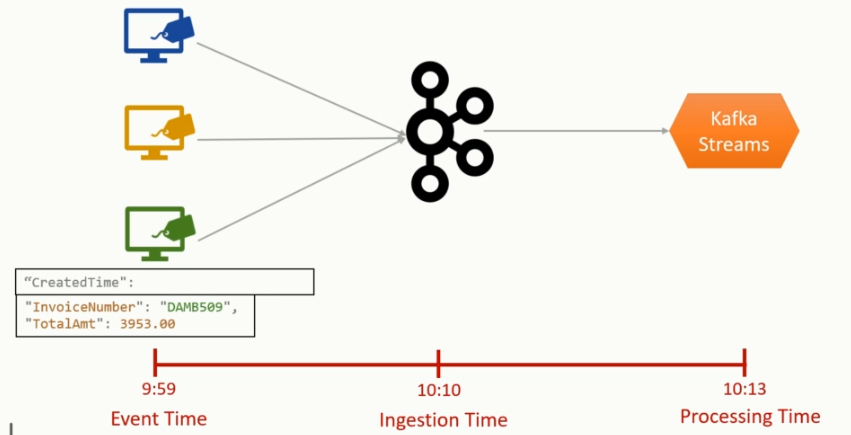 Kafka
Streams
“CreatedTime":
"InvoiceNumber": "DAMB509",
"TotalAmt": 3953.00
9:59
10:10
10:13
Event Time
Ingestion Time
Processing Time